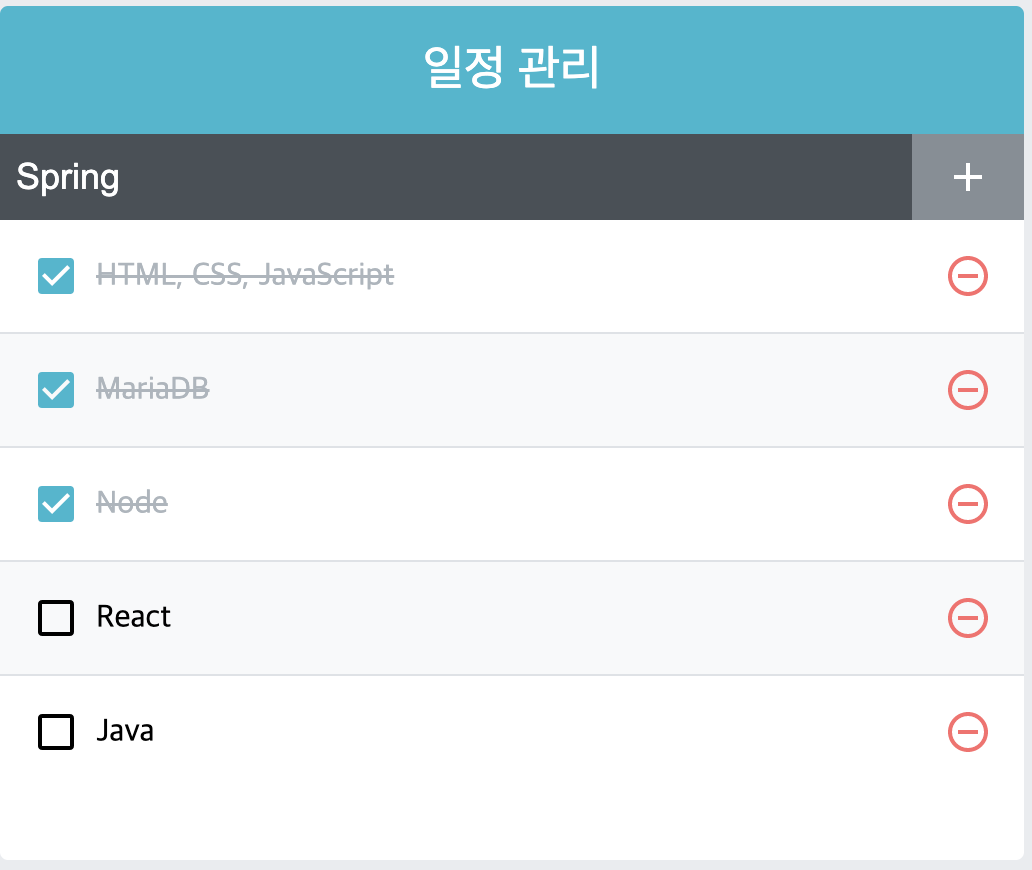 일정 관리
Spring
HTML, CSS, JavaScript
MariaDB
Node
React
Java